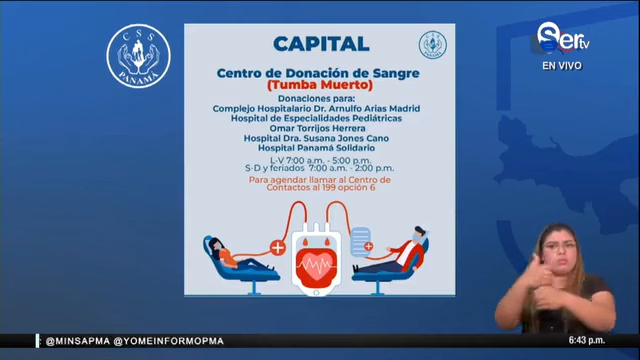 CSS
PANAMÁ
CAPITAL
Centro de Donación de Sangre
(Tumba Muerto)
Donaciones para:
Complejo Hospitalario Dr. Arnulfo Arias Madrid
Hospital de Especialidades Pediátricas
Omar Torrijos Herrera
Hospital Dra. Susana Jones Cano
Hospital Panamá Solidario
L-V 7:00 a.m. - 5:00 p.m.
S-D y feriados 7:00 a.m. - 2:00 p.m.
Para agendar llamar al Centro de
Contactos al 199 opción 6
Ser tv
EN VIVO
@MINSAPMA @YOMEINFORMOPMA
6:43 p.m.